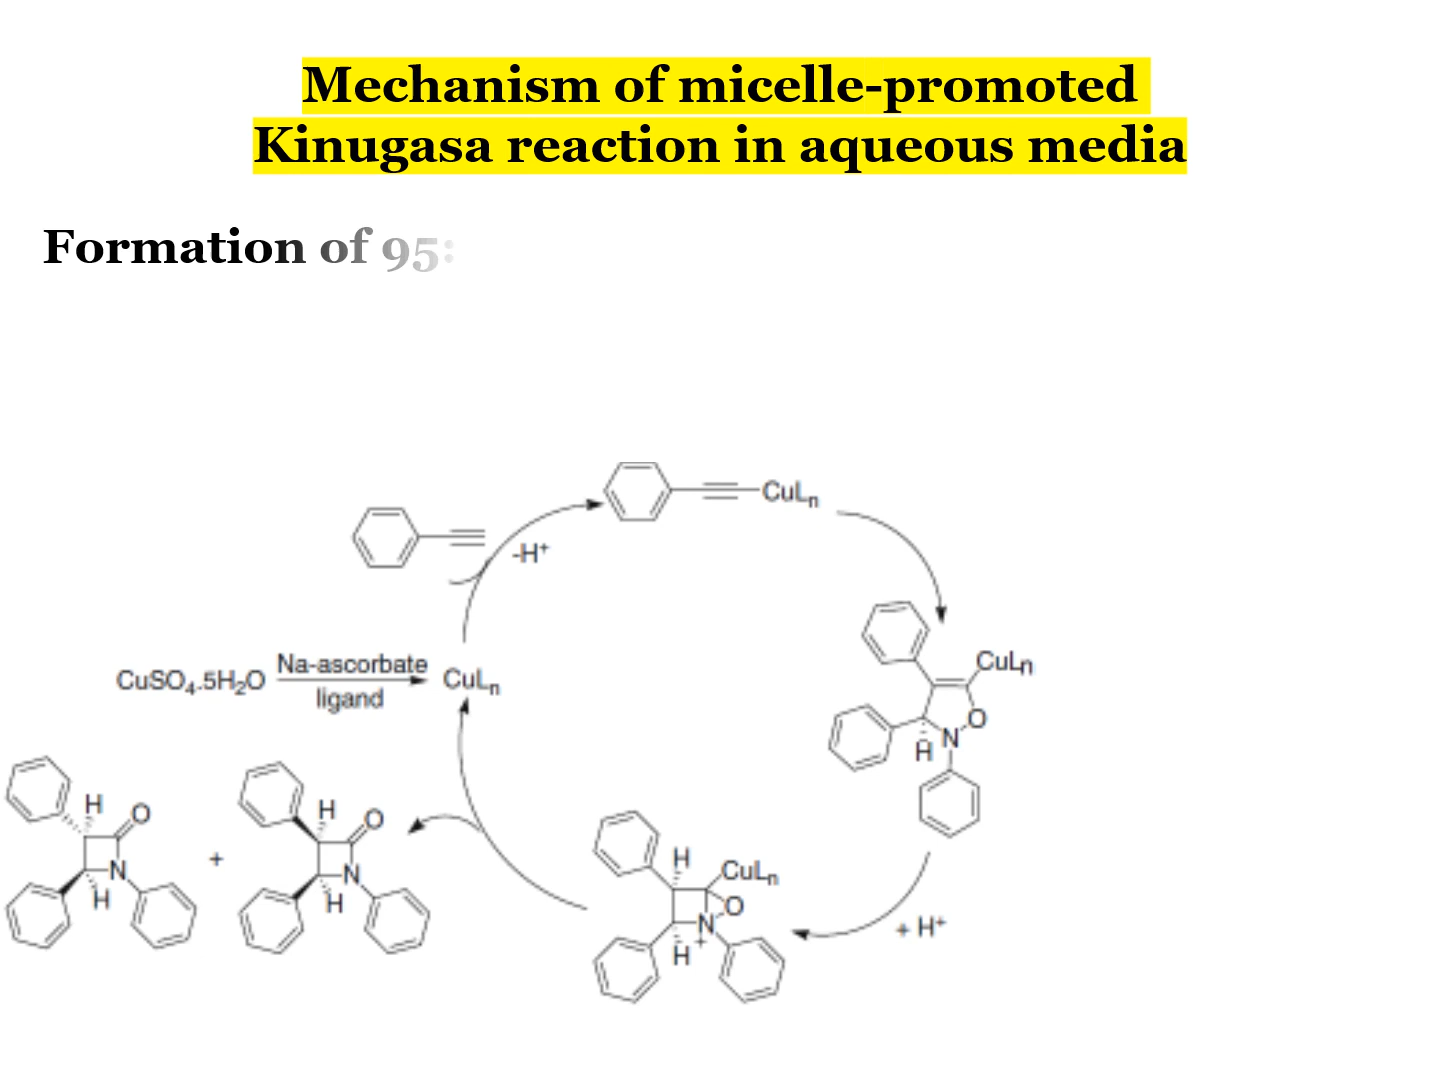 Mechanism of micelle-promoted
Kinugasa reaction in aqueous media
Formation of 95:
CuLₙ
-H⁺
CuLₙ
Na-ascorbate
CuSO₄.5H₂O
CuLₙ
ligand
O
H
N
H
O
H
O
CuLₙ
O
N
N
H
H
+
+ H⁺
N
+
H